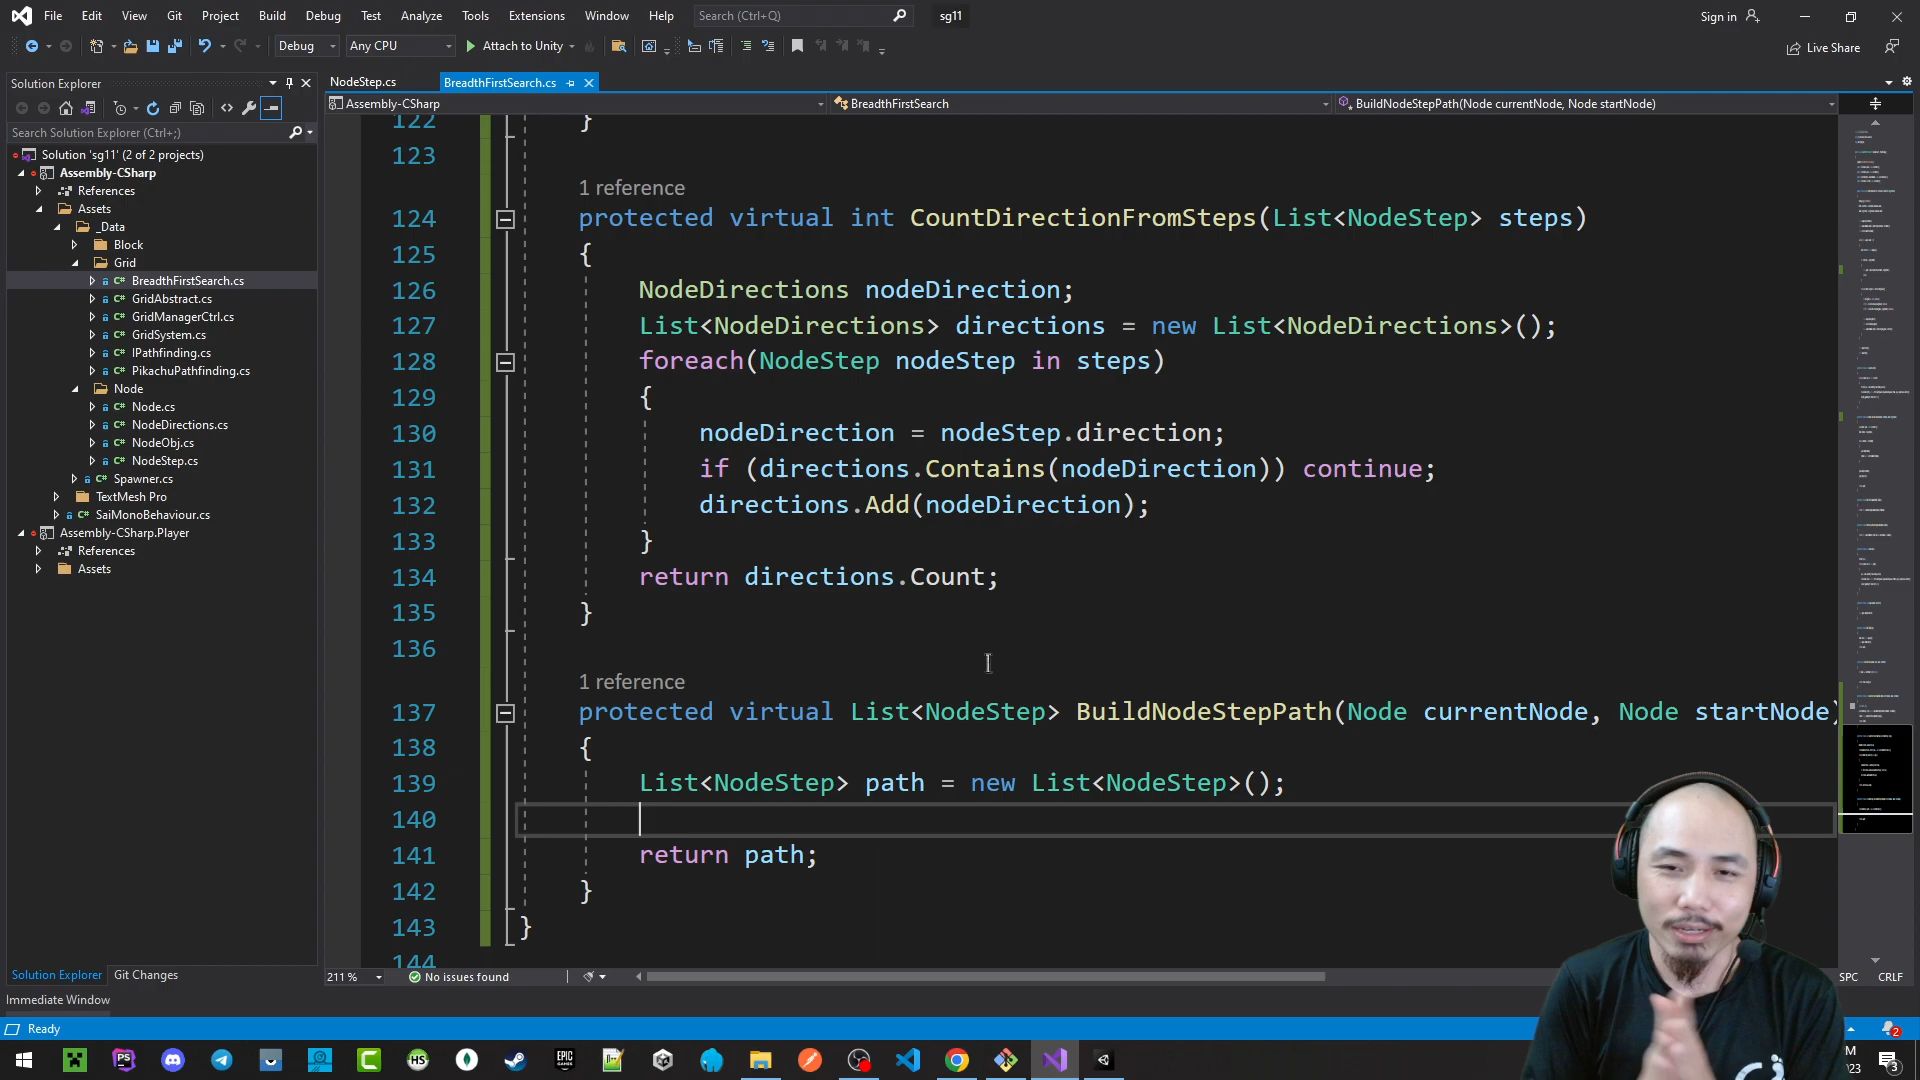 File Edit View Git Project Build Debug Test Analyze Tools Extensions Window Help Search (Ctrl+Q) sg11 Sign in
Debug Any CPU Attach to Unity Live Share
Solution Explorer
Search Solution Explorer (Ctrl+;)
Solution 'sg11' (2 of 2 projects)
Assembly-CSharp
References
Assets
_Data
Block
Grid
BreadthFirstSearch.cs
GridAbstract.cs
GridManagerCtrl.cs
GridSystem.cs
IPathfinding.cs
PikachuPathfinding.cs
Node
Node.cs
NodeDirections.cs
NodeObj.cs
NodeStep.cs
Spawner.cs
TextMesh Pro
SaiMonoBehaviour.cs
Assembly-CSharp.Player
References
Assets
Solution Explorer Git Changes
NodeStep.cs BreadthFirstSearch.cs
Assembly-CSharp BreadthFirstSearch BuildNodeStepPath(Node currentNode, Node startNode)
122 }
123
1 reference
124 protected virtual int CountDirectionFromSteps(List<NodeStep> steps)
125 {
126 NodeDirections nodeDirection;
127 List<NodeDirections> directions = new List<NodeDirections>();
128 foreach(NodeStep nodeStep in steps)
129 {
130 nodeDirection = nodeStep.direction;
131 if (directions.Contains(nodeDirection)) continue;
132 directions.Add(nodeDirection);
133 }
134 return directions.Count;
135 }
136
1 reference
137 protected virtual List<NodeStep> BuildNodeStepPath(Node currentNode, Node startNode)
138 {
139 List<NodeStep> path = new List<NodeStep>();
140
141 return path;
142 }
143 }
144
211 % No issues found SPC CRLF
Immediate Window
Ready 2
PS HS EPIC GAMES M
23 3